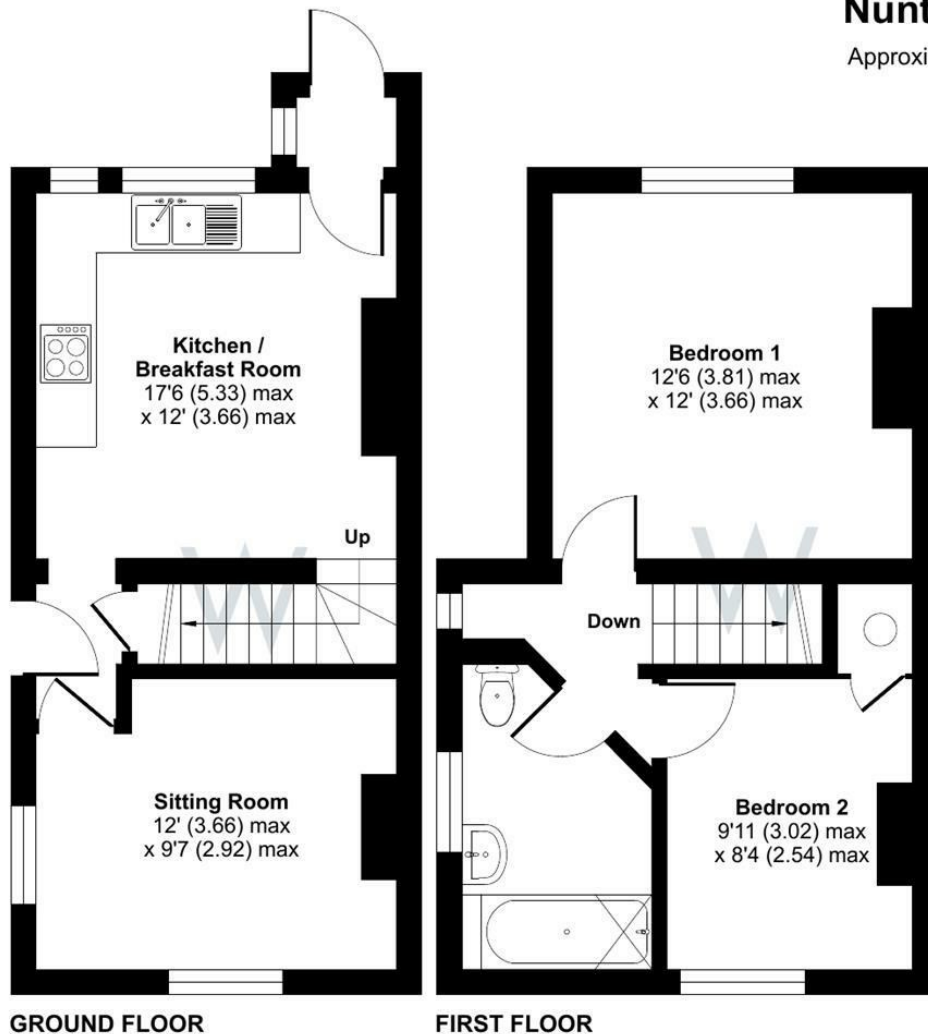 Nunt
Approxi
Kitchen /
Breakfast Room
17'6 (5.33) max
x 12' (3.66) max
Up
Sitting Room
12' (3.66) max
x 9'7 (2.92) max
GROUND FLOOR
Bedroom 1
12'6 (3.81) max
x 12' (3.66) max
Down
Bedroom 2
9'11 (3.02) max
x 8'4 (2.54) max
FIRST FLOOR
W
W